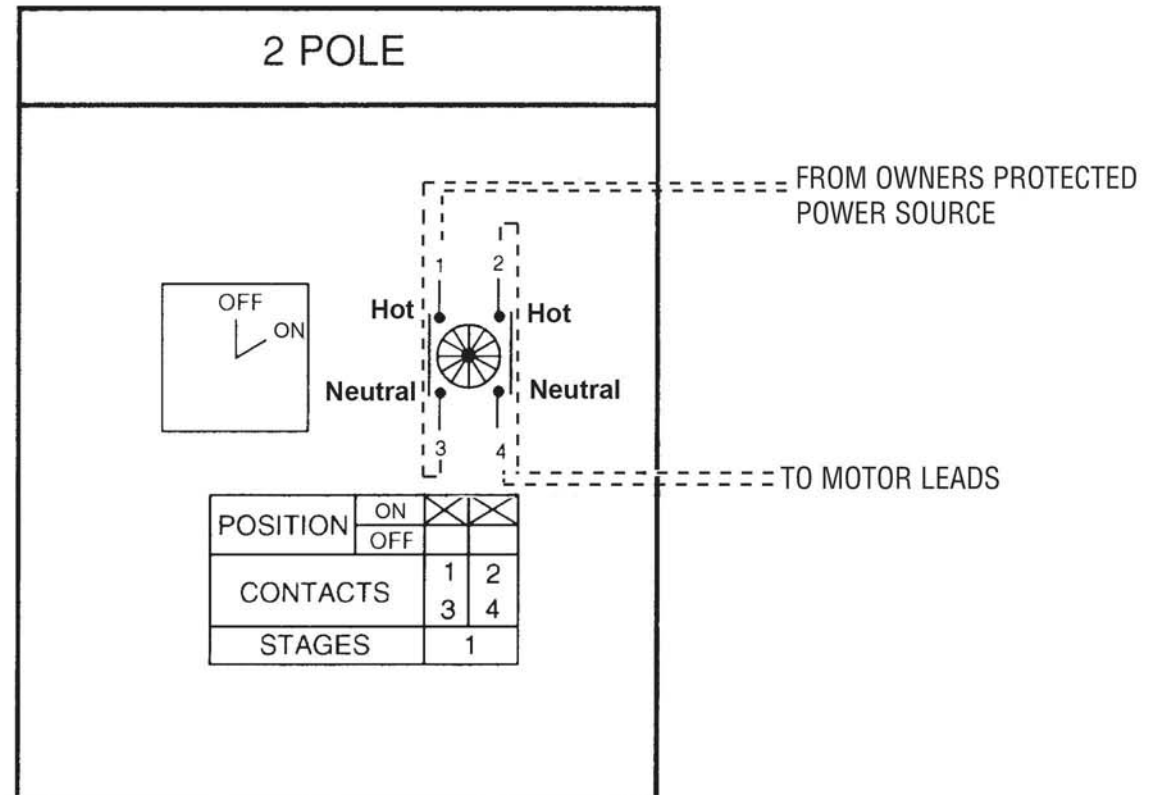 2 POLE
FROM OWNERS PROTECTED
POWER SOURCE
1 2
OFF
ON
Hot Hot
Neutral Neutral
3 4
TO MOTOR LEADS
POSITION ON
OFF
CONTACTS 1 2
3 4
STAGES 1